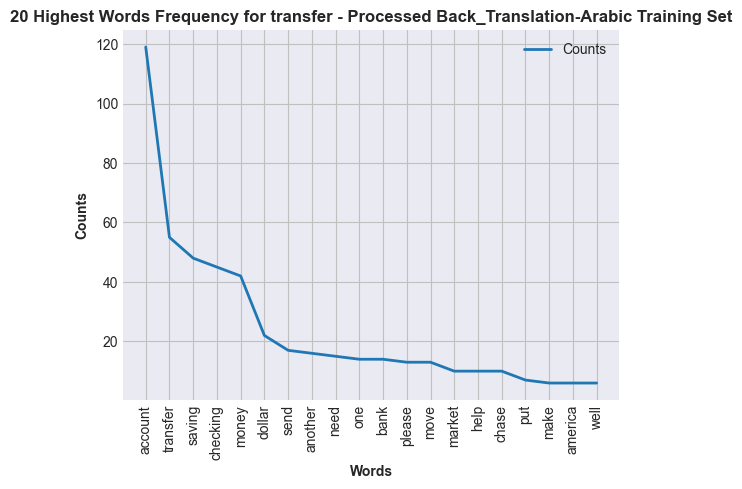 20 Highest Words Frequency for transfer - Processed Back_Translation-Arabic Training Set
Counts
120
100
80
60
40
20
Counts
account
transfer
saving
checking
money
dollar
send
another
need
one
bank
please
move
market
help
chase
put
make
america
well
Words